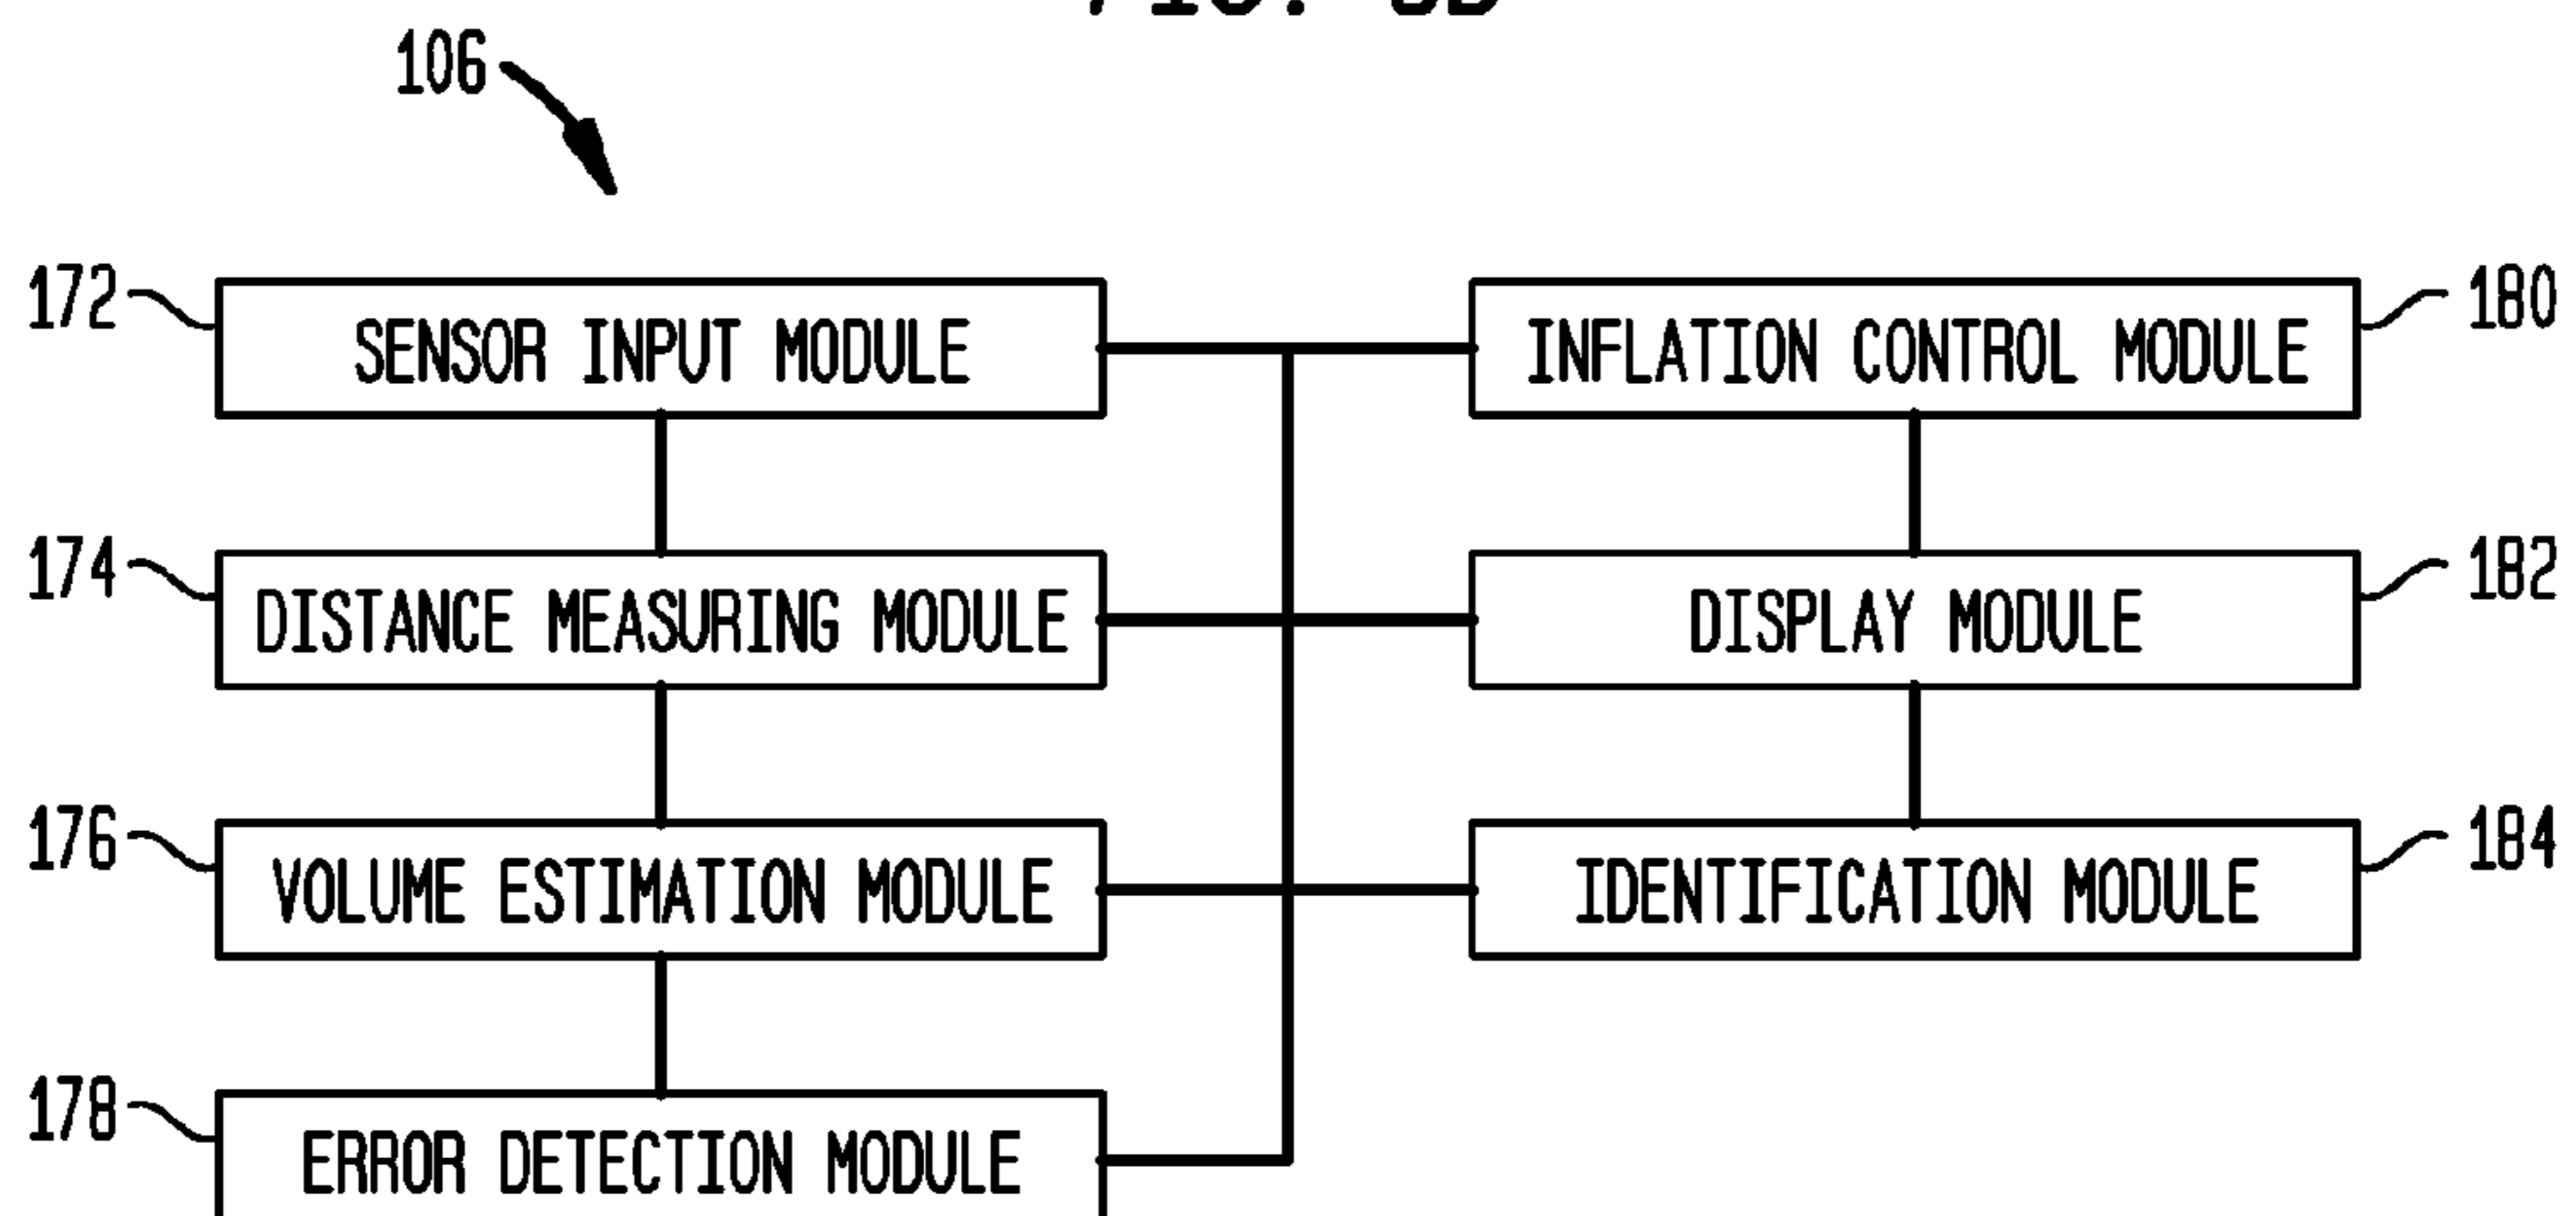 106
172 SENSOR INPUT MODULE
INFLATION CONTROL MODULE 180
174 DISTANCE MEASURING MODULE
DISPLAY MODULE 182
176 VOLUME ESTIMATION MODULE
IDENTIFICATION MODULE 184
178 ERROR DETECTION MODULE